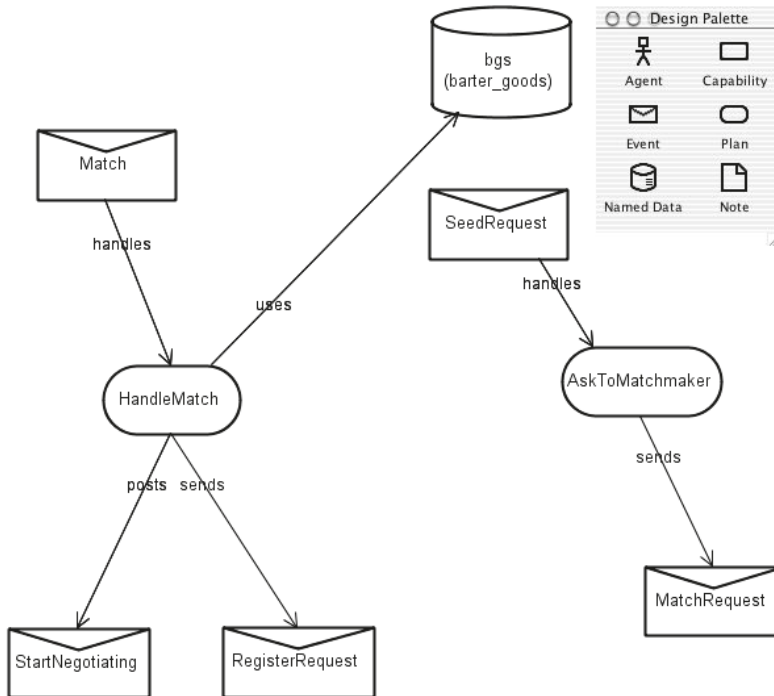 Design Palette
Agent
Capability
Event
Plan
Named Data
Note
bgs
(barter_goods)
Match
SeedRequest
handles
handles
uses
HandleMatch
AskToMatchmaker
posts
sends
sends
MatchRequest
StartNegotiating
RegisterRequest